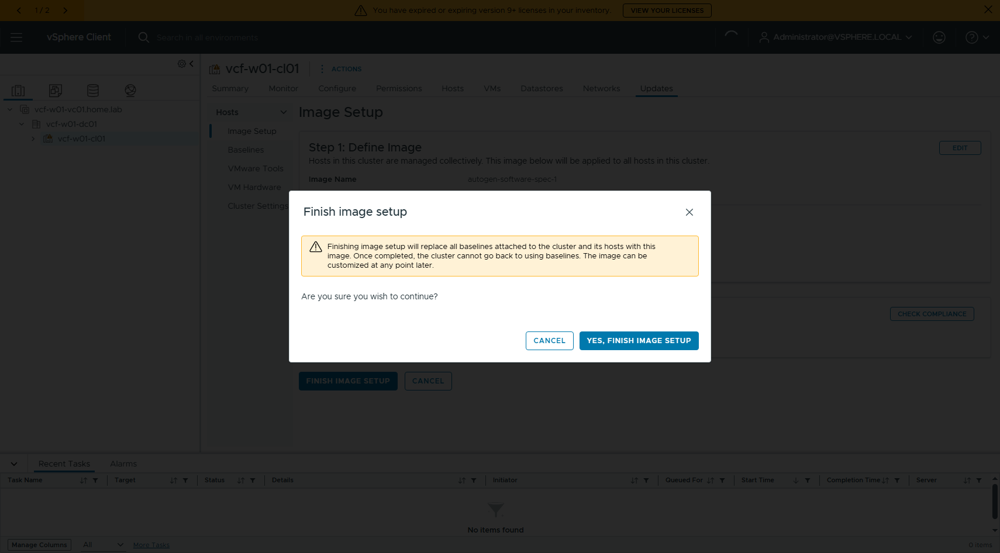 1 / 2
You have expired or expiring version 9+ licenses in your inventory.
VIEW YOUR LICENSES
vSphere Client
Search in all environments
Administrator@VSPHERE.LOCAL
vcf-w01-vc01.home.lab
vcf-w01-dc01
vcf-w01-cl01
vcf-w01-cl01
ACTIONS
Summary Monitor Configure Permissions Hosts VMs Datastores Networks Updates
Hosts
Image Setup
Baselines
VMware Tools
VM Hardware
Cluster Settings
Image Setup
Step 1: Define Image
EDIT
Hosts in this cluster are managed collectively. This image below will be applied to all hosts in this cluster.
Image Name autogen-software-spec-1
Finish image setup
Finishing image setup will replace all baselines attached to the cluster and its hosts with this
image. Once completed, the cluster cannot go back to using baselines. The image can be
customized at any point later.
Are you sure you wish to continue?
CANCEL
YES, FINISH IMAGE SETUP
CHECK COMPLIANCE
FINISH IMAGE SETUP
CANCEL
Recent Tasks Alarms
Task Name Target Status Details Initiator Queued For Start Time Completion Time Server
No items found
Manage Columns All More Tasks 0 items